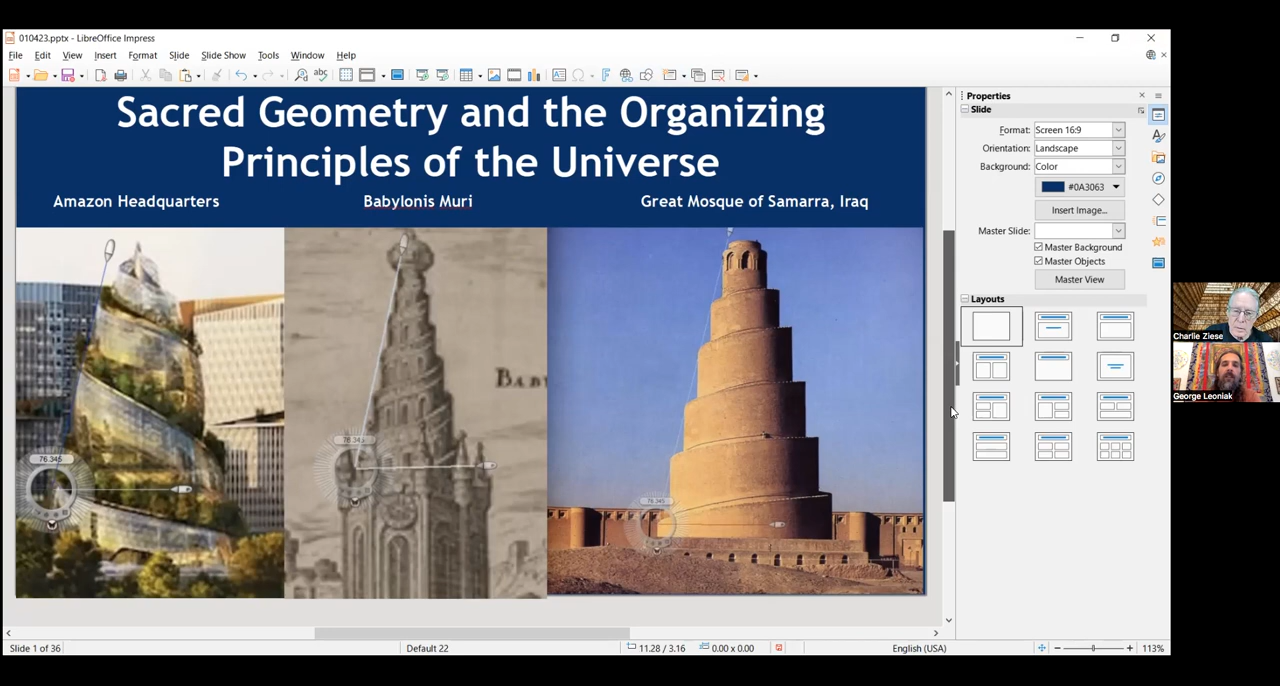 010423.pptx - LibreOffice Impress
File Edit View Insert Format Slide Slide Show Tools Window Help
Sacred Geometry and the Organizing
Principles of the Universe
Amazon Headquarters Babylonis Muri Great Mosque of Samarra, Iraq
76.345
76.345
76.345
Properties
Slide
Format: Screen 16:9
Orientation: Landscape
Background: Color
#0A3063
Insert Image...
Master Slide:
Master Background
Master Objects
Master View
Layouts
Charlie Ziese
George Leoniak
Slide 1 of 36 Default 22 11.28 / 3.16 0.00 x 0.00 English (USA) 113%